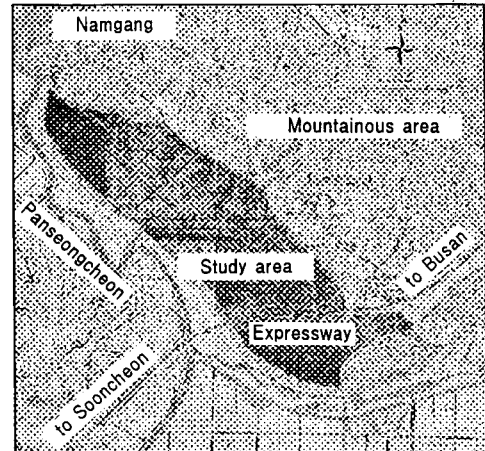 Namgang
Mountainous area
Panseongcheon
to Busan
Study area
Expressway
to Sooncheon